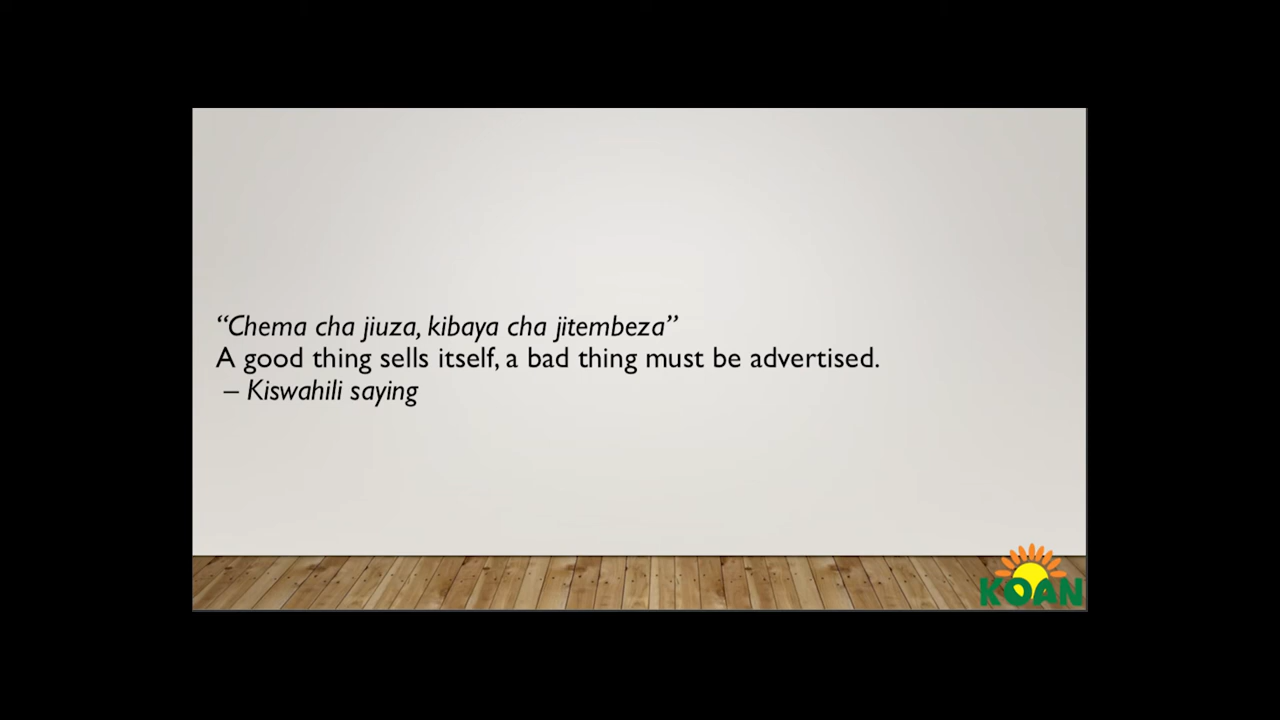 “Chema cha jiuza, kibaya cha jitembeza”
A good thing sells itself, a bad thing must be advertised.
– Kiswahili saying
KOAN